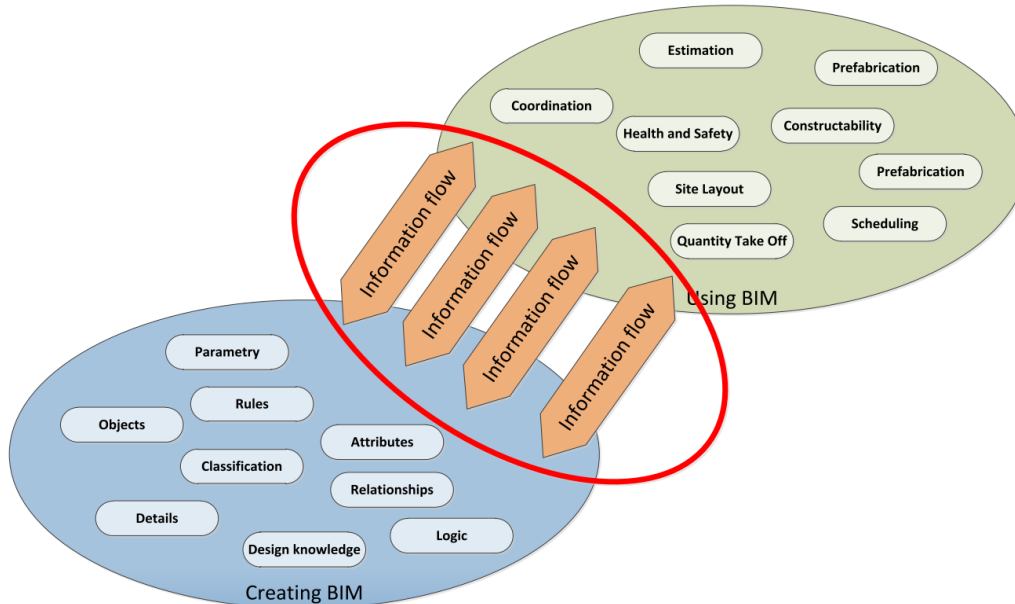 Estimation
Prefabrication
Coordination
Health and Safety
Constructability
Prefabrication
Site Layout
Scheduling
Quantity Take Off
Using BIM
Information flow
Information flow
Information flow
Information flow
Parametry
Rules
Objects
Attributes
Classification
Relationships
Details
Logic
Design knowledge
Creating BIM